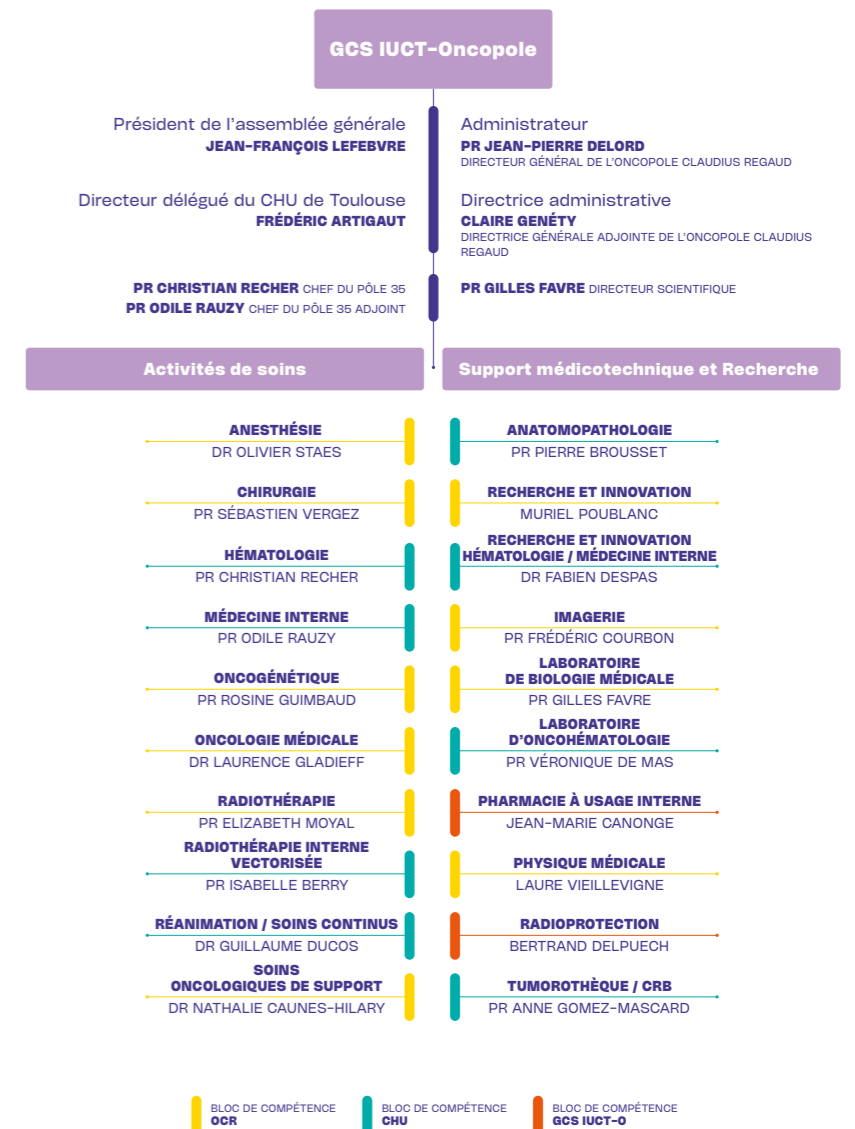 GCS IUCT-Oncopole
Président de l'assemblée générale
JEAN-FRANÇOIS LEFEBVRE
Administrateur
PR JEAN-PIERRE DELORD
DIRECTEUR GÉNÉRAL DE L'ONCOPOLE CLAUDIUS REGAUD
Directeur délégué du CHU de Toulouse
FRÉDÉRIC ARTIGAUT
Directrice administrative
CLAIRE GENÉTY
DIRECTRICE GÉNÉRALE ADJOINTE DE L'ONCOPOLE CLAUDIUS
REGAUD
PR CHRISTIAN RECHER CHEF DU PÔLE 35
PR ODILE RAUZY CHEF DU PÔLE 35 ADJOINT
PR GILLES FAVRE DIRECTEUR SCIENTIFIQUE
Activités de soins
ANESTHÉSIE
DR OLIVIER STAES
CHIRURGIE
PR SÉBASTIEN VERGEZ
HÉMATOLOGIE
PR CHRISTIAN RECHER
MÉDECINE INTERNE
PR ODILE RAUZY
ONCOGÉNÉTIQUE
PR ROSINE GUIMBAUD
ONCOLOGIE MÉDICALE
DR LAURENCE GLADIEFF
RADIOTHÉRAPIE
PR ELIZABETH MOYAL
RADIOTHÉRAPIE INTERNE
VECTORISÉE
PR ISABELLE BERRY
RÉANIMATION / SOINS CONTINUS
DR GUILLAUME DUCOS
SOINS
ONCOLOGIQUES DE SUPPORT
DR NATHALIE CAUNES-HILARY
Support médicotechnique et Recherche
ANATOMOPATHOLOGIE
PR PIERRE BROUSSET
RECHERCHE ET INNOVATION
MURIEL POUBLANC
RECHERCHE ET INNOVATION
HÉMATOLOGIE / MÉDECINE INTERNE
DR FABIEN DESPAS
IMAGERIE
PR FRÉDÉRIC COURBON
LABORATOIRE
DE BIOLOGIE MÉDICALE
PR GILLES FAVRE
LABORATOIRE
D'ONCOHÉMATOLOGIE
PR VÉRONIQUE DE MAS
PHARMACIE À USAGE INTERNE
JEAN-MARIE CANONGE
PHYSIQUE MÉDICALE
LAURE VIEILLEVIGNE
RADIOPROTECTION
BERTRAND DELPUECH
TUMOROTHÈQUE / CRB
PR ANNE GOMEZ-MASCARD
BLOC DE COMPÉTENCE
OCR
BLOC DE COMPÉTENCE
CHU
BLOC DE COMPÉTENCE
GCS IUCT-O